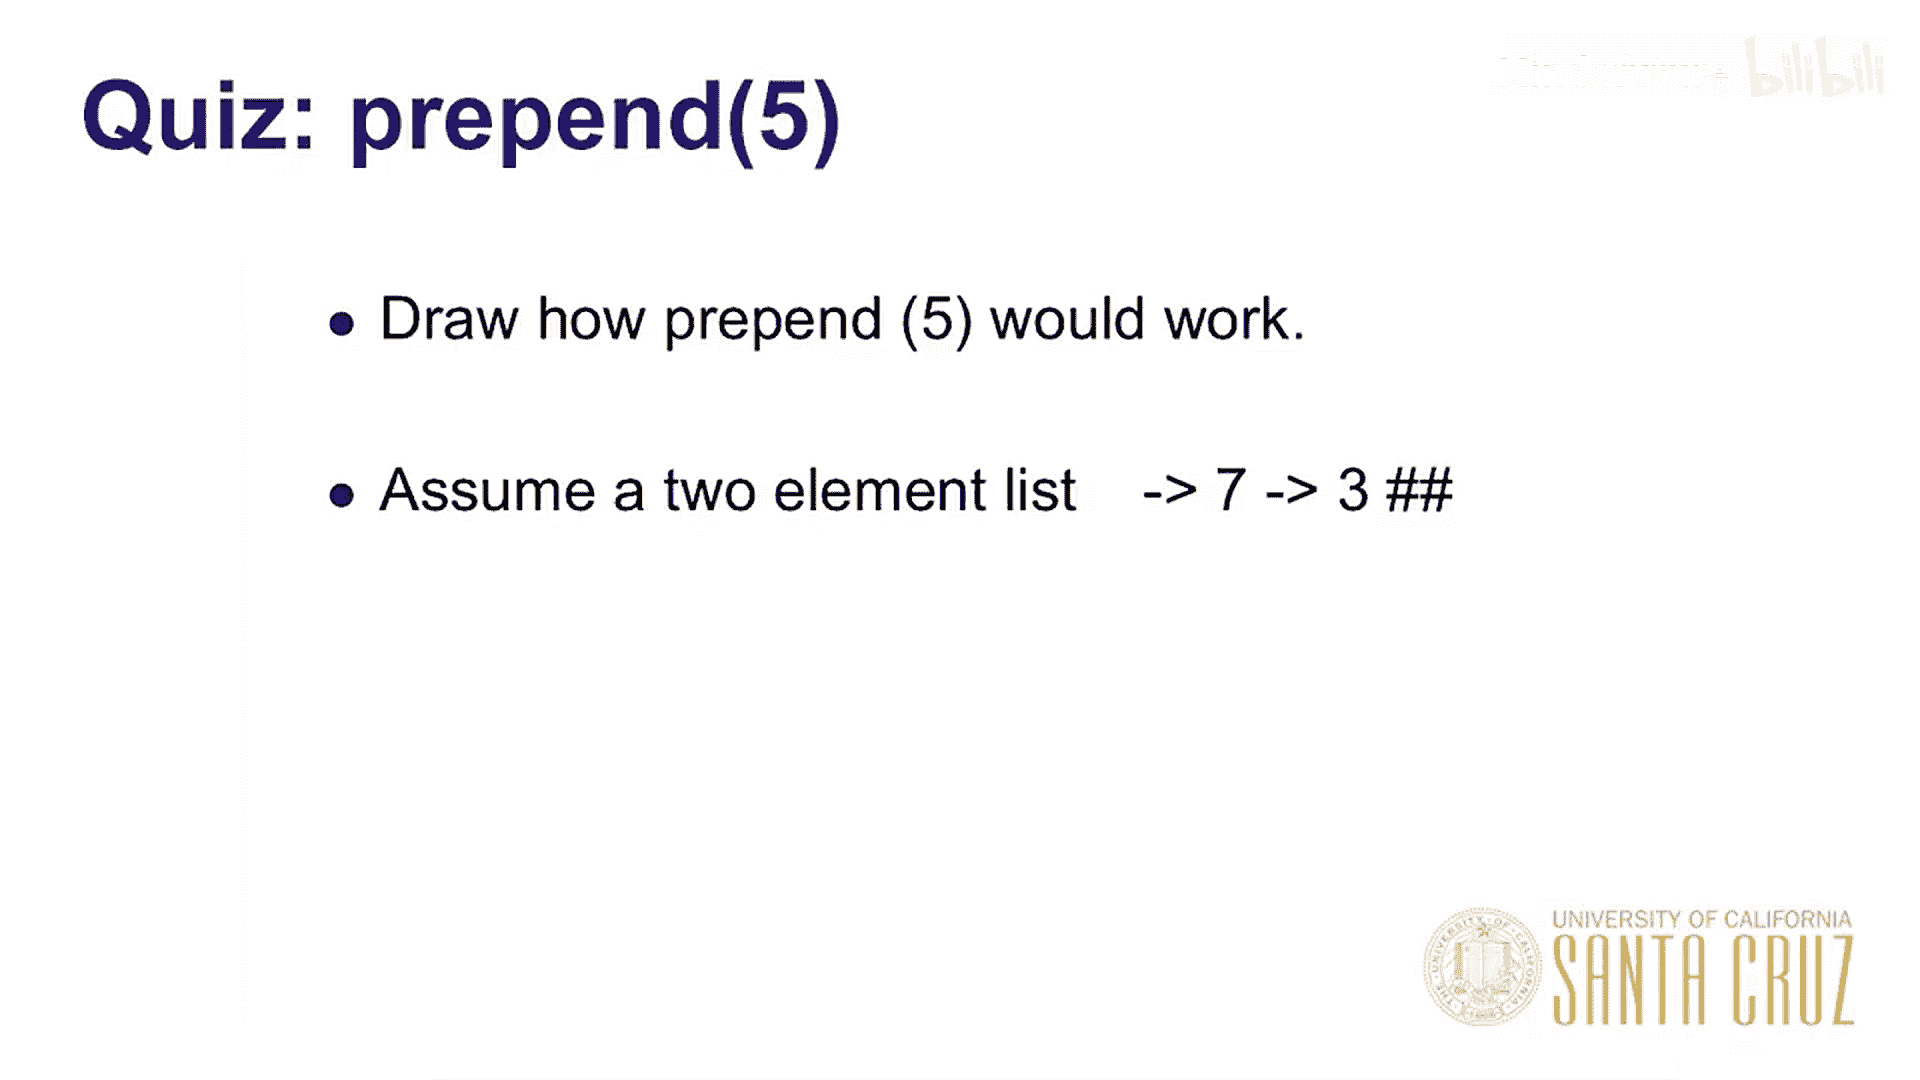 bilibili
Quiz: prepend(5)
• Draw how prepend (5) would work.
• Assume a two element list -> 7 -> 3 ##
UNIVERSITY OF CALIFORNIA
SANTA CRUZ